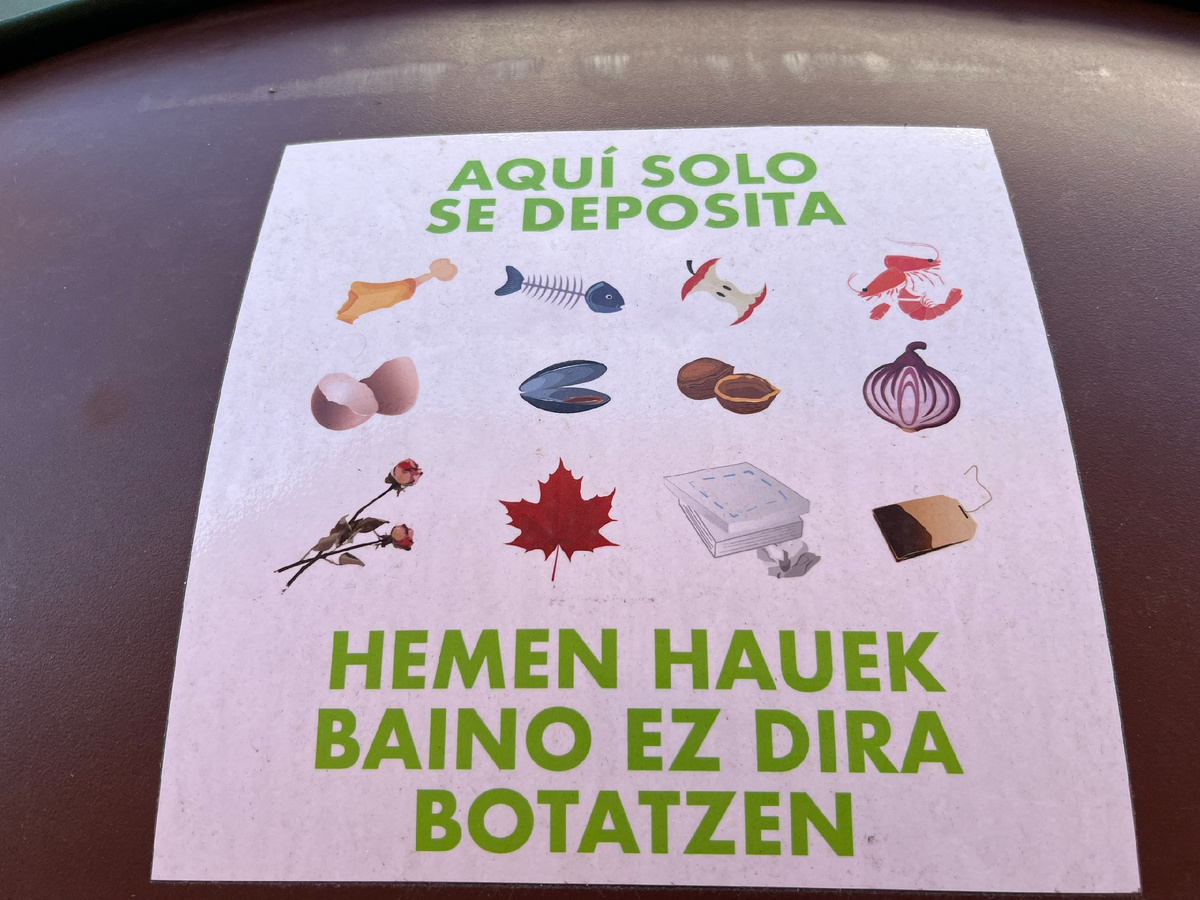 AQUÍ SOLO
SE DEPOSITA
HEMEN HAUEK
BAINO EZ DIRA
BOTATZEN